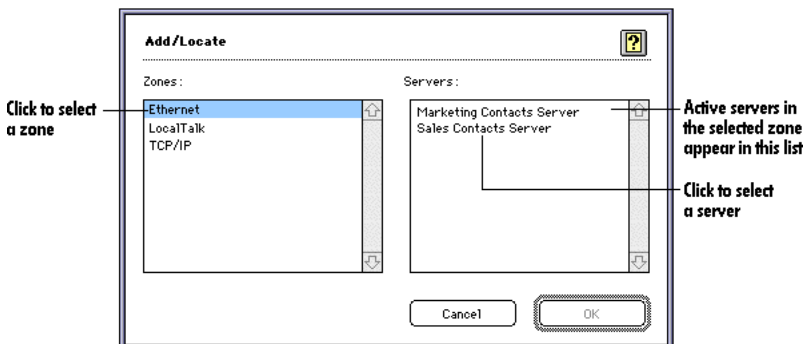 Add/Locate
?
Zones:
Servers:
Click to select
a zone
Ethernet
LocalTalk
TCP/IP
Marketing Contacts Server
Sales Contacts Server
Active servers in
the selected zone
appear in this list
Click to select
a server
Cancel
OK